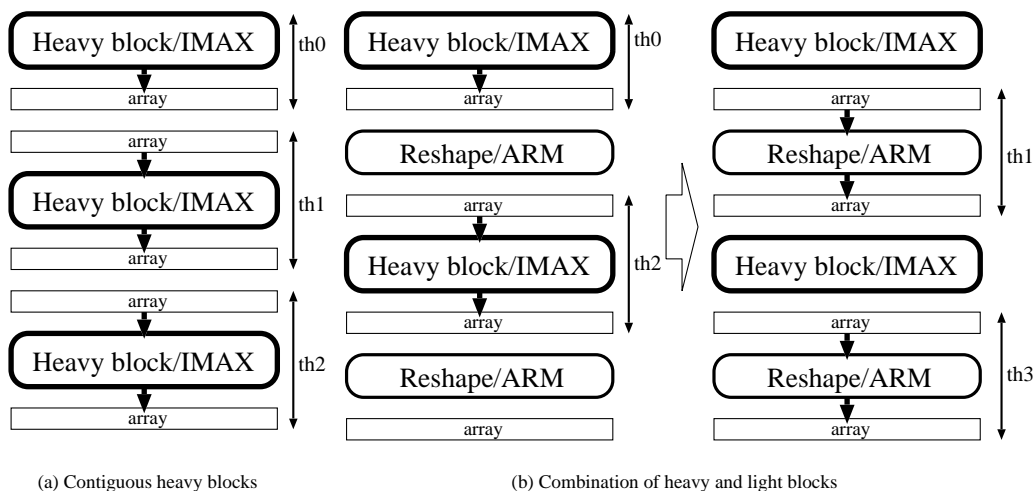 Heavy block/IMAX
th0
array
array
Heavy block/IMAX
th1
array
array
Heavy block/IMAX
th2
array
Heavy block/IMAX
th0
array
Reshape/ARM
array
Heavy block/IMAX
th2
array
Reshape/ARM
array
Heavy block/IMAX
array
Reshape/ARM
th1
array
Heavy block/IMAX
array
Reshape/ARM
th3
array
(a) Contiguous heavy blocks
(b) Combination of heavy and light blocks